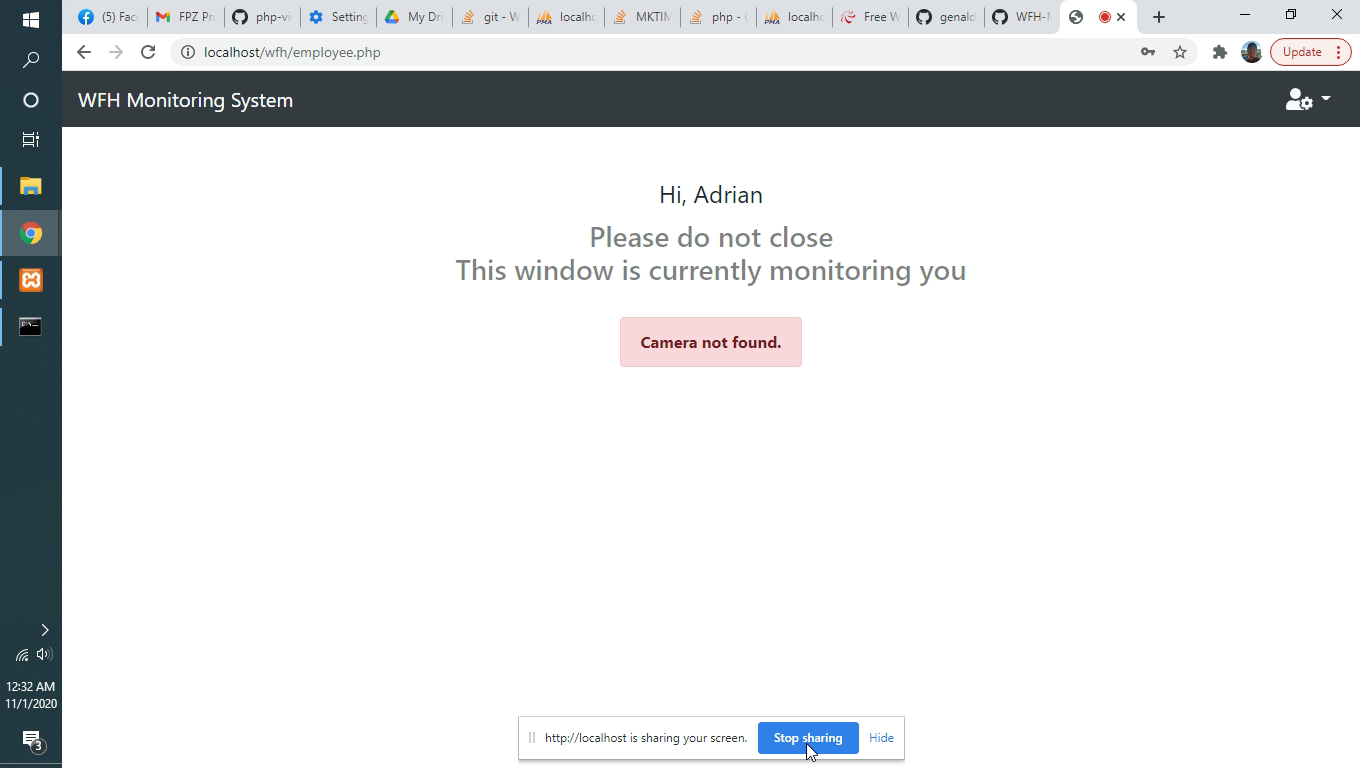 (5) Fac
FPZ Pr
php-vi
Setting
My Dri
git - W
localho
MKTIM
php - 
localho
Free W
genald
WFH-M
localhost/wfh/employee.php
Update
WFH Monitoring System
Hi, Adrian
Please do not close
This window is currently monitoring you
Camera not found.
12:32 AM
11/1/2020
3
http://localhost is sharing your screen.
Stop sharing
Hide